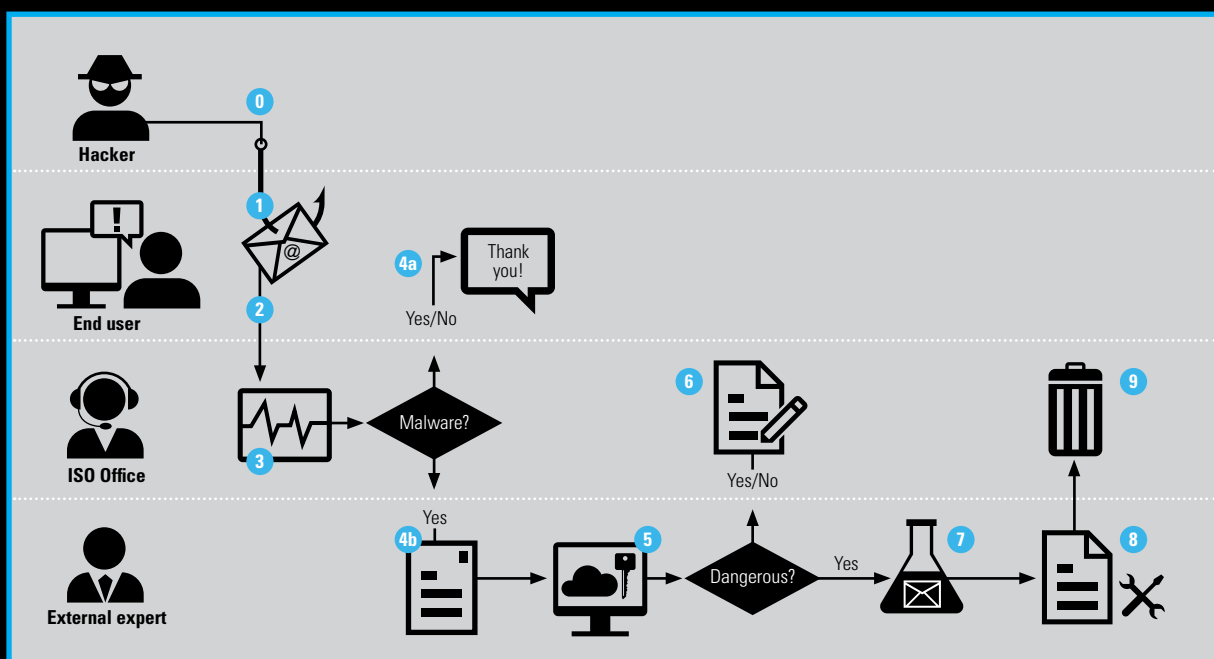 0
Hacker
1
!
@
4a
Thank
you!
2
Yes/No
End user
6
9
Malware?
3
ISO Office
Yes/No
Yes
4b
5
7
8
Dangerous?
Yes
External expert